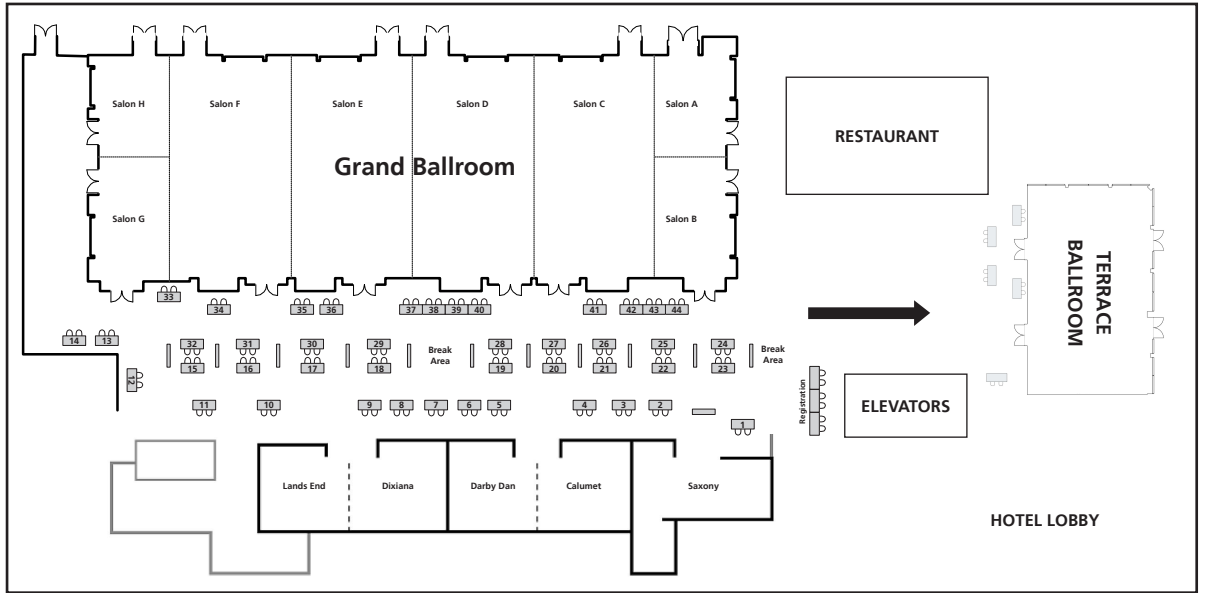 Salon H
Salon F
Salon E
Salon D
Salon C
Salon A
RESTAURANT
Grand Ballroom
Salon G
Salon B
TERRACE
BALLROOM
33
34
35
36
37
38
39
40
41
42
43
44
14
13
32
31
30
29
Break
Area
28
27
26
25
24
Break
Area
15
16
17
18
19
20
21
22
23
12
11
10
9
8
7
6
5
4
3
2
1
Registration
ELEVATORS
Lands End
Dixiana
Darby Dan
Calumet
Saxony
HOTEL LOBBY